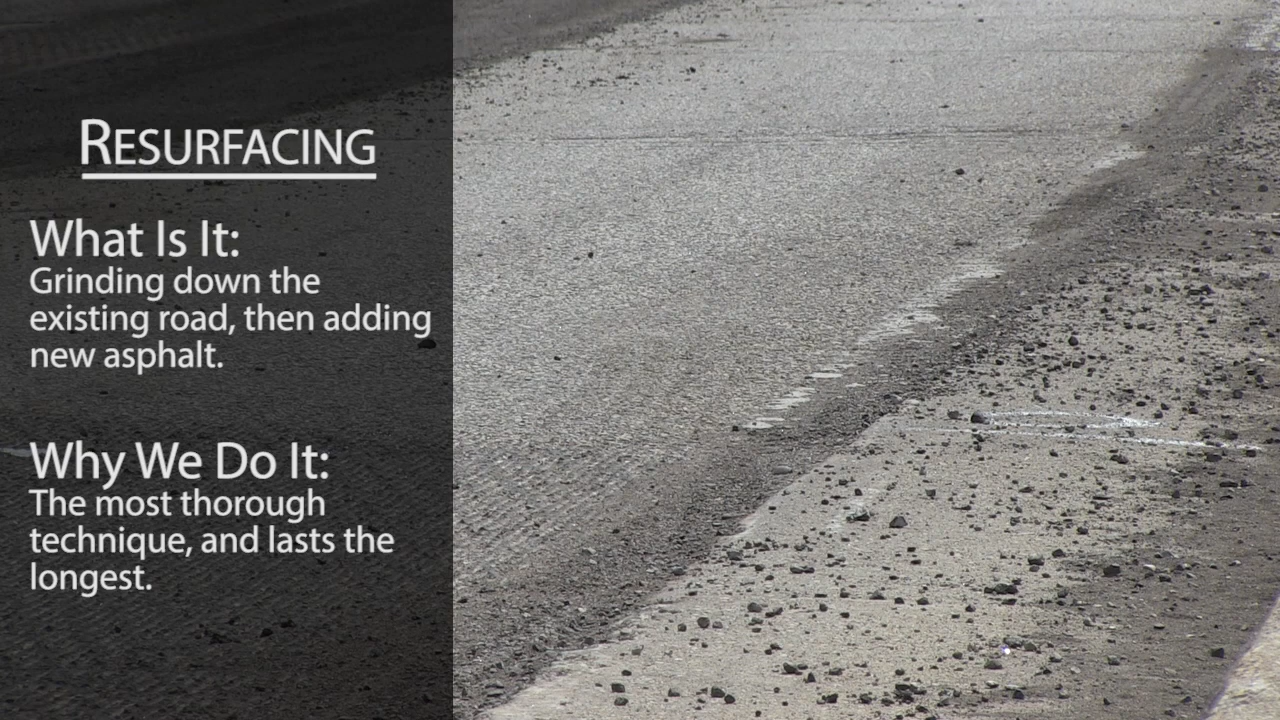 RESURFACING
What Is It:
Grinding down the
existing road, then adding
new asphalt.
Why We Do It:
The most thorough
technique, and lasts the
longest.